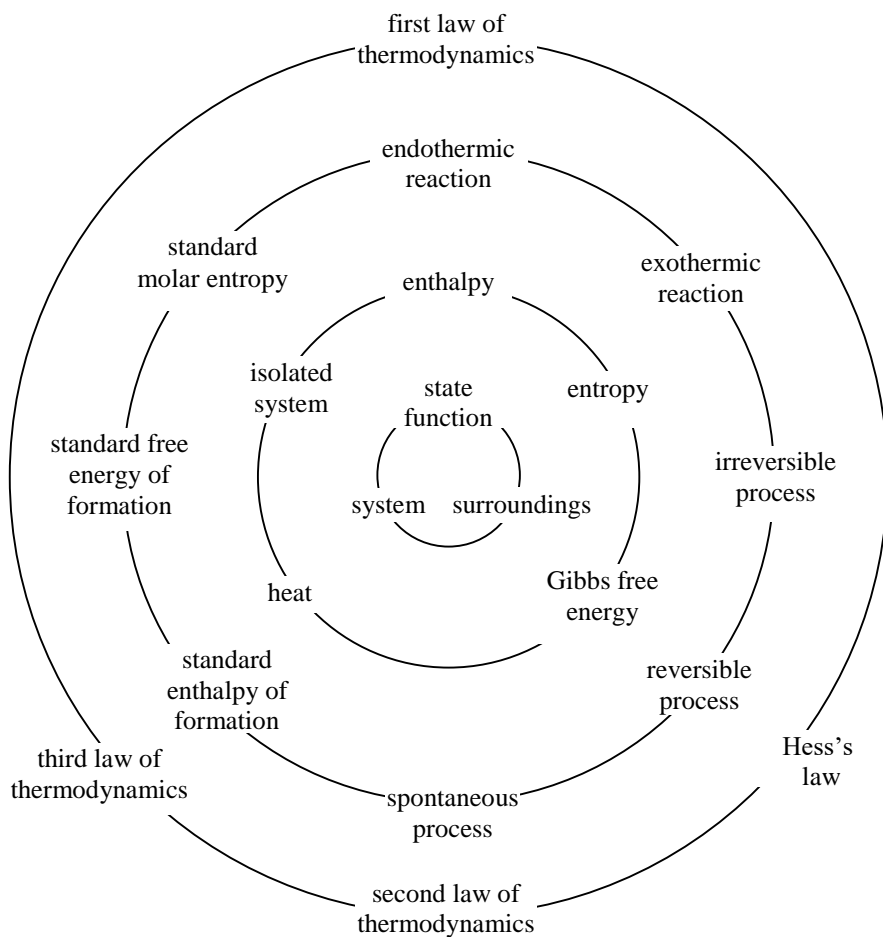 first law of
thermodynamics
endothermic
reaction
standard
molar entropy
exothermic
reaction
enthalpy
isolated
system
state
function
entropy
standard free
energy of
formation
irreversible
process
system
surroundings
heat
Gibbs free
energy
standard
enthalpy of
formation
reversible
process
third law of
thermodynamics
Hess’s
law
spontaneous
process
second law of
thermodynamics